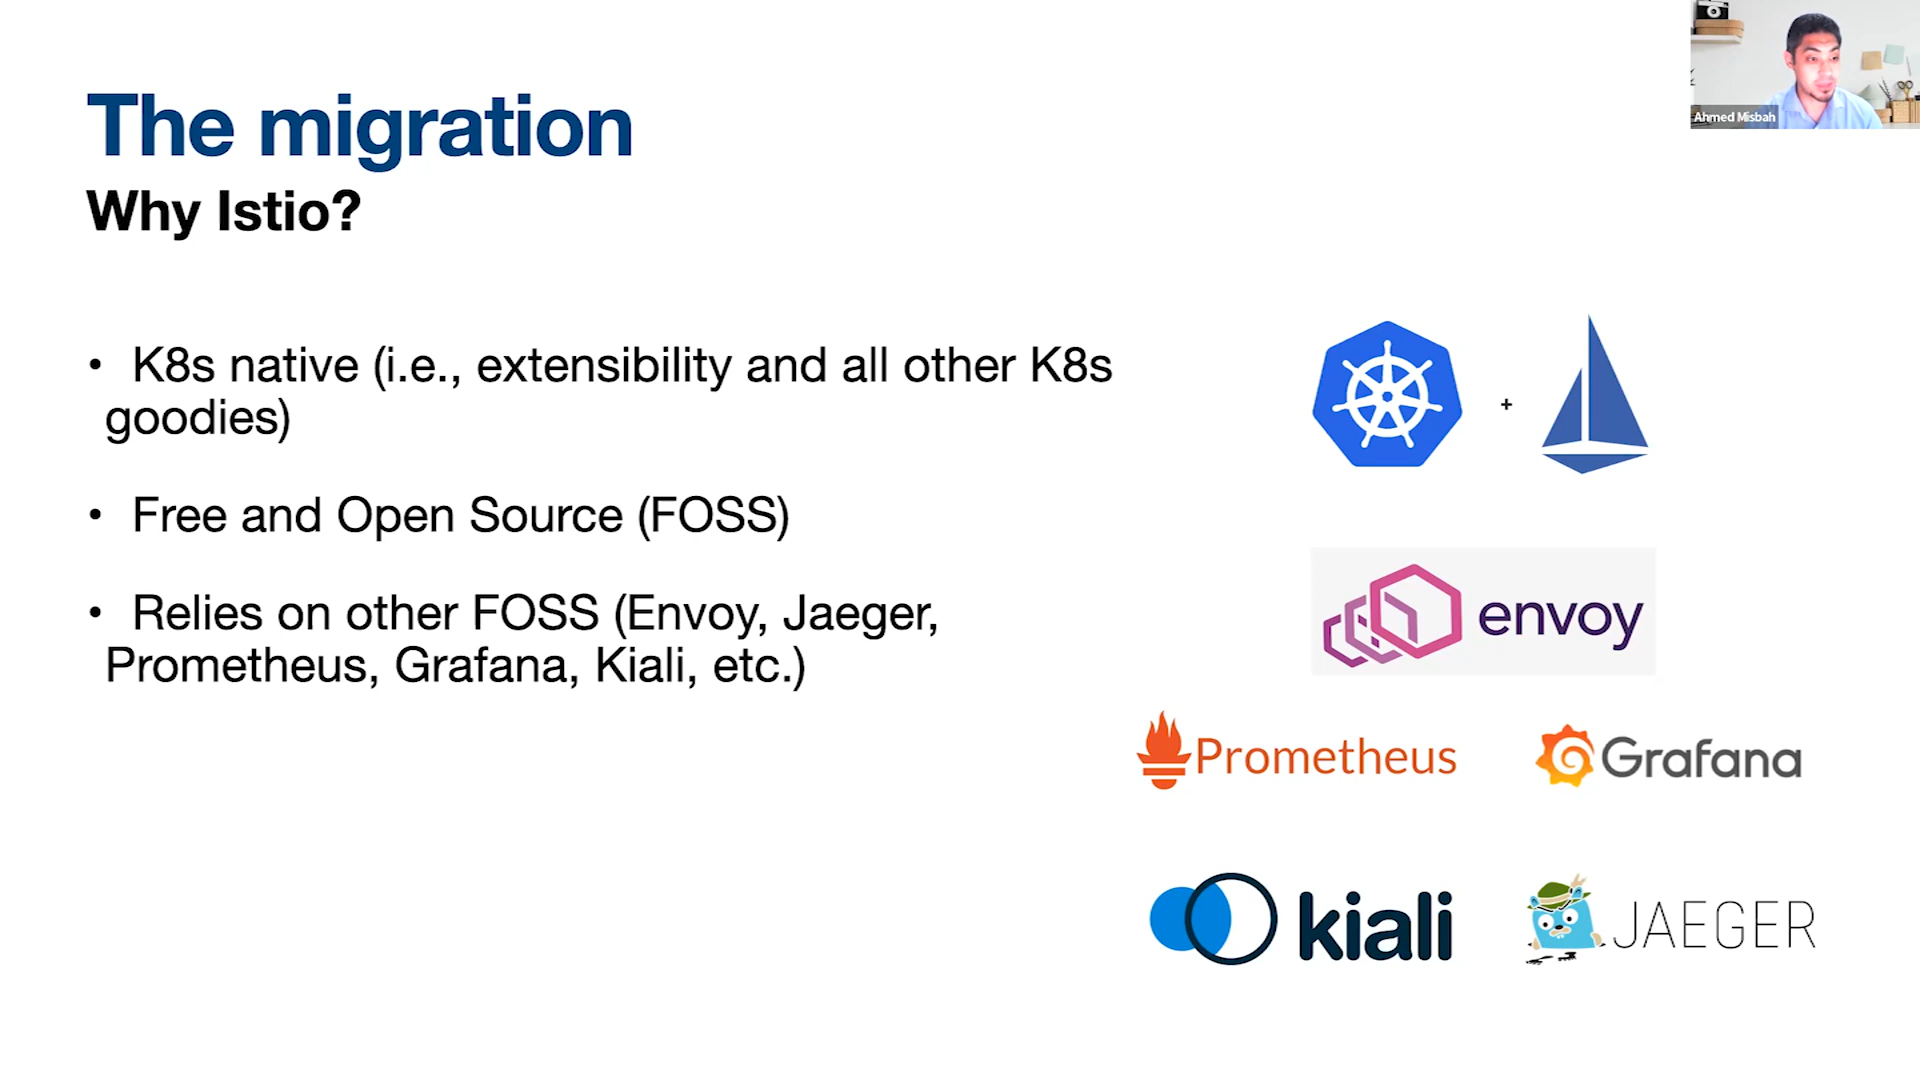 The migration
Why Istio?
• K8s native (i.e., extensibility and all other K8s
goodies)
• Free and Open Source (FOSS)
• Relies on other FOSS (Envoy, Jaeger,
Prometheus, Grafana, Kiali, etc.)
Ahmed Misbah
+
envoy
Prometheus
Grafana
kiali
JAEGER